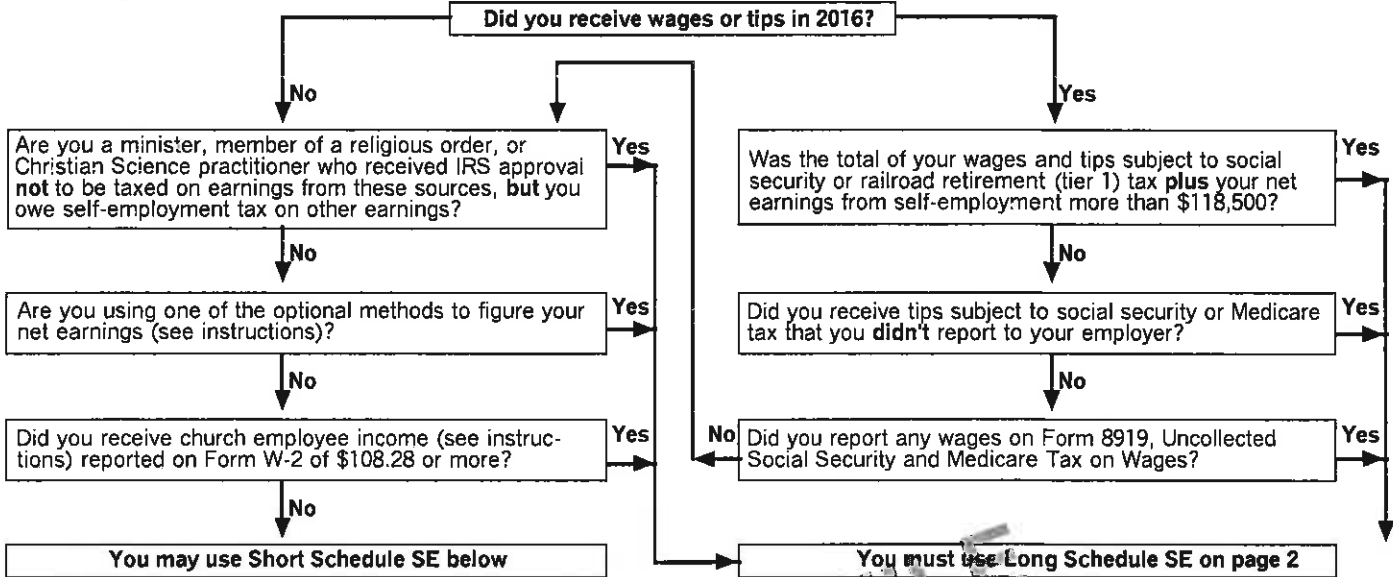 Did you receive wages or tips in 2016?
No
Yes
Are you a minister, member of a religious order, or
Christian Science practitioner who received IRS approval
not to be taxed on earnings from these sources, but you
owe self-employment tax on other earnings?
Yes
Was the total of your wages and tips subject to social
security or railroad retirement (tier 1) tax plus your net
earnings from self-employment more than $118,500?
Yes
No
No
Are you using one of the optional methods to figure your
net earnings (see instructions)?
Yes
Did you receive tips subject to social security or Medicare
tax that you didn't report to your employer?
Yes
No
No
Did you receive church employee income (see instruc-
tions) reported on Form W-2 of $108.28 or more?
Yes
No
Did you report any wages on Form 8919, Uncollected
Social Security and Medicare Tax on Wages?
Yes
No
You may use Short Schedule SE below
You must use Long Schedule SE on page 2